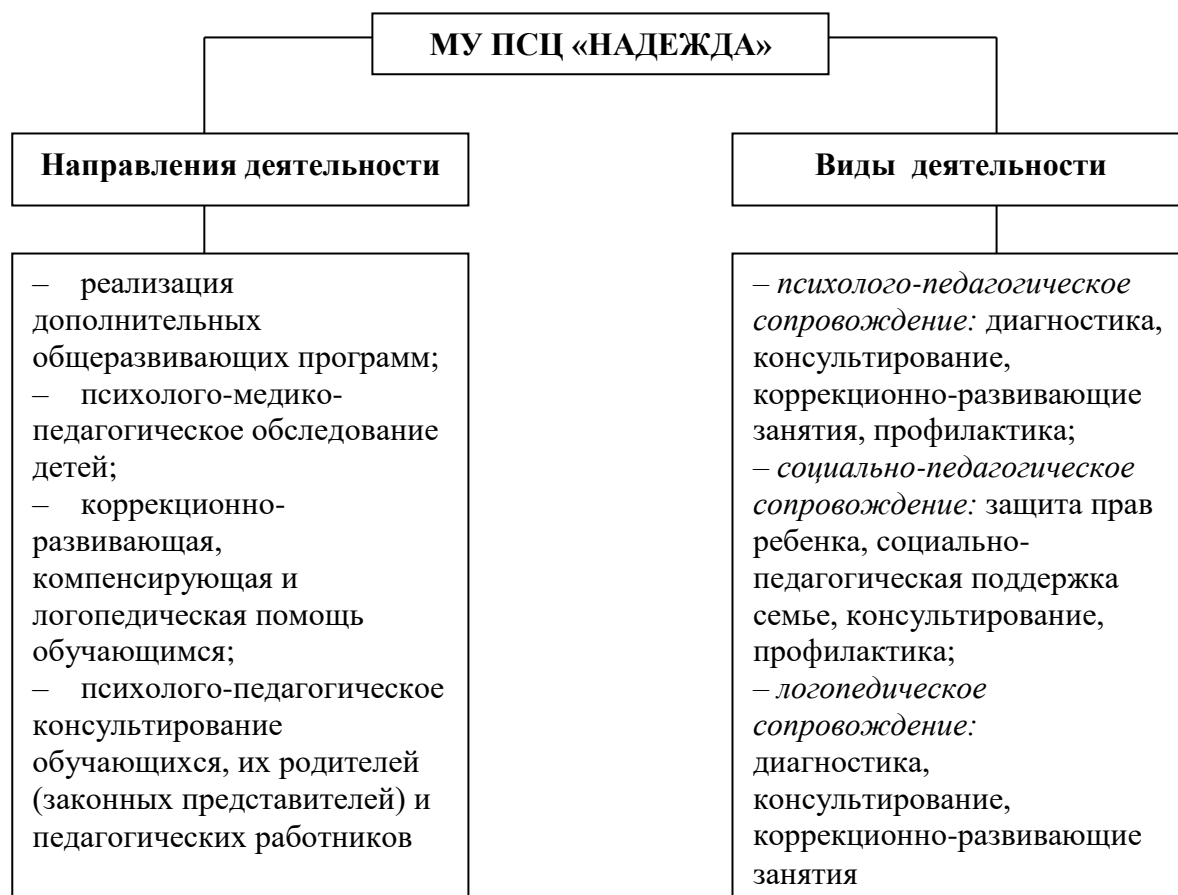 МУ ПСЦ «НАДЕЖДА»
Направления деятельности
– реализация
дополнительных
общеразвивающих программ;
– психолого-медико-
педагогическое обследование
детей;
– коррекционно-
развивающая,
компенсирующая и
логопедическая помощь
обучающимся;
– психолого-педагогическое
консультирование
обучающихся, их родителей
(законных представителей) и
педагогических работников
Виды деятельности
– психолого-педагогическое
сопровождение: диагностика,
консультирование,
коррекционно-развивающие
занятия, профилактика;
– социально-педагогическое
сопровождение: защита прав
ребенка, социально-
педагогическая поддержка
семье, консультирование,
профилактика;
– логопедическое
сопровождение:
диагностика,
консультирование,
коррекционно-развивающие
занятия